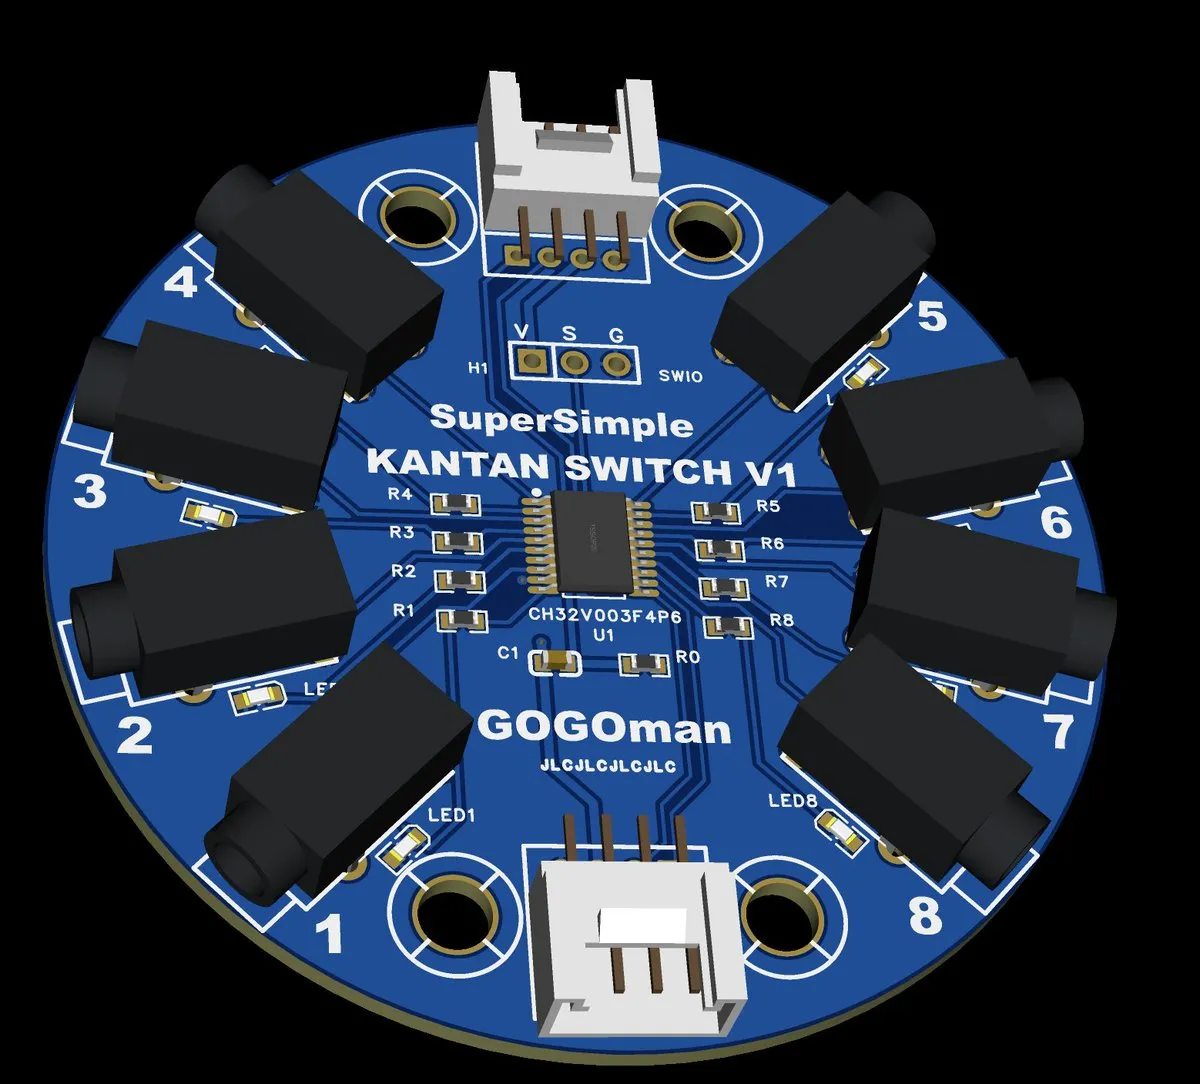 4
5
V S G
H1
SWIO
SuperSimple
KANTAN SWITCH V1
3
R4
R5
6
R3
R6
R2
R7
R1
R8
CH32V003F4P6
U1
C1
R0
2
GOGOman
7
JLCJLCJLCJLC
LED1
LED8
1
8